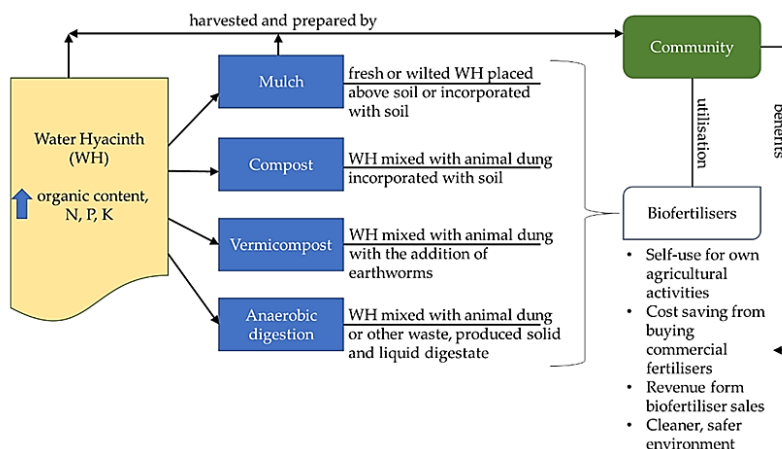 harvested and prepared by
Community
Water Hyacinth
(WH)
organic content,
N, P, K
Mulch
fresh or wilted WH placed
above soil or incorporated
with soil
Compost
WH mixed with animal dung
incorporated with soil
Vermicompost
WH mixed with animal dung
with the addition of
earthworms
Anaerobic
digestion
WH mixed with animal dung
or other waste, produced solid
and liquid digestate
utilisation
benefits
Biofertilisers
• Self-use for own
agricultural
activities
• Cost saving from
buying
commercial
fertilisers
• Revenue form
biofertiliser sales
• Cleaner, safer
environment